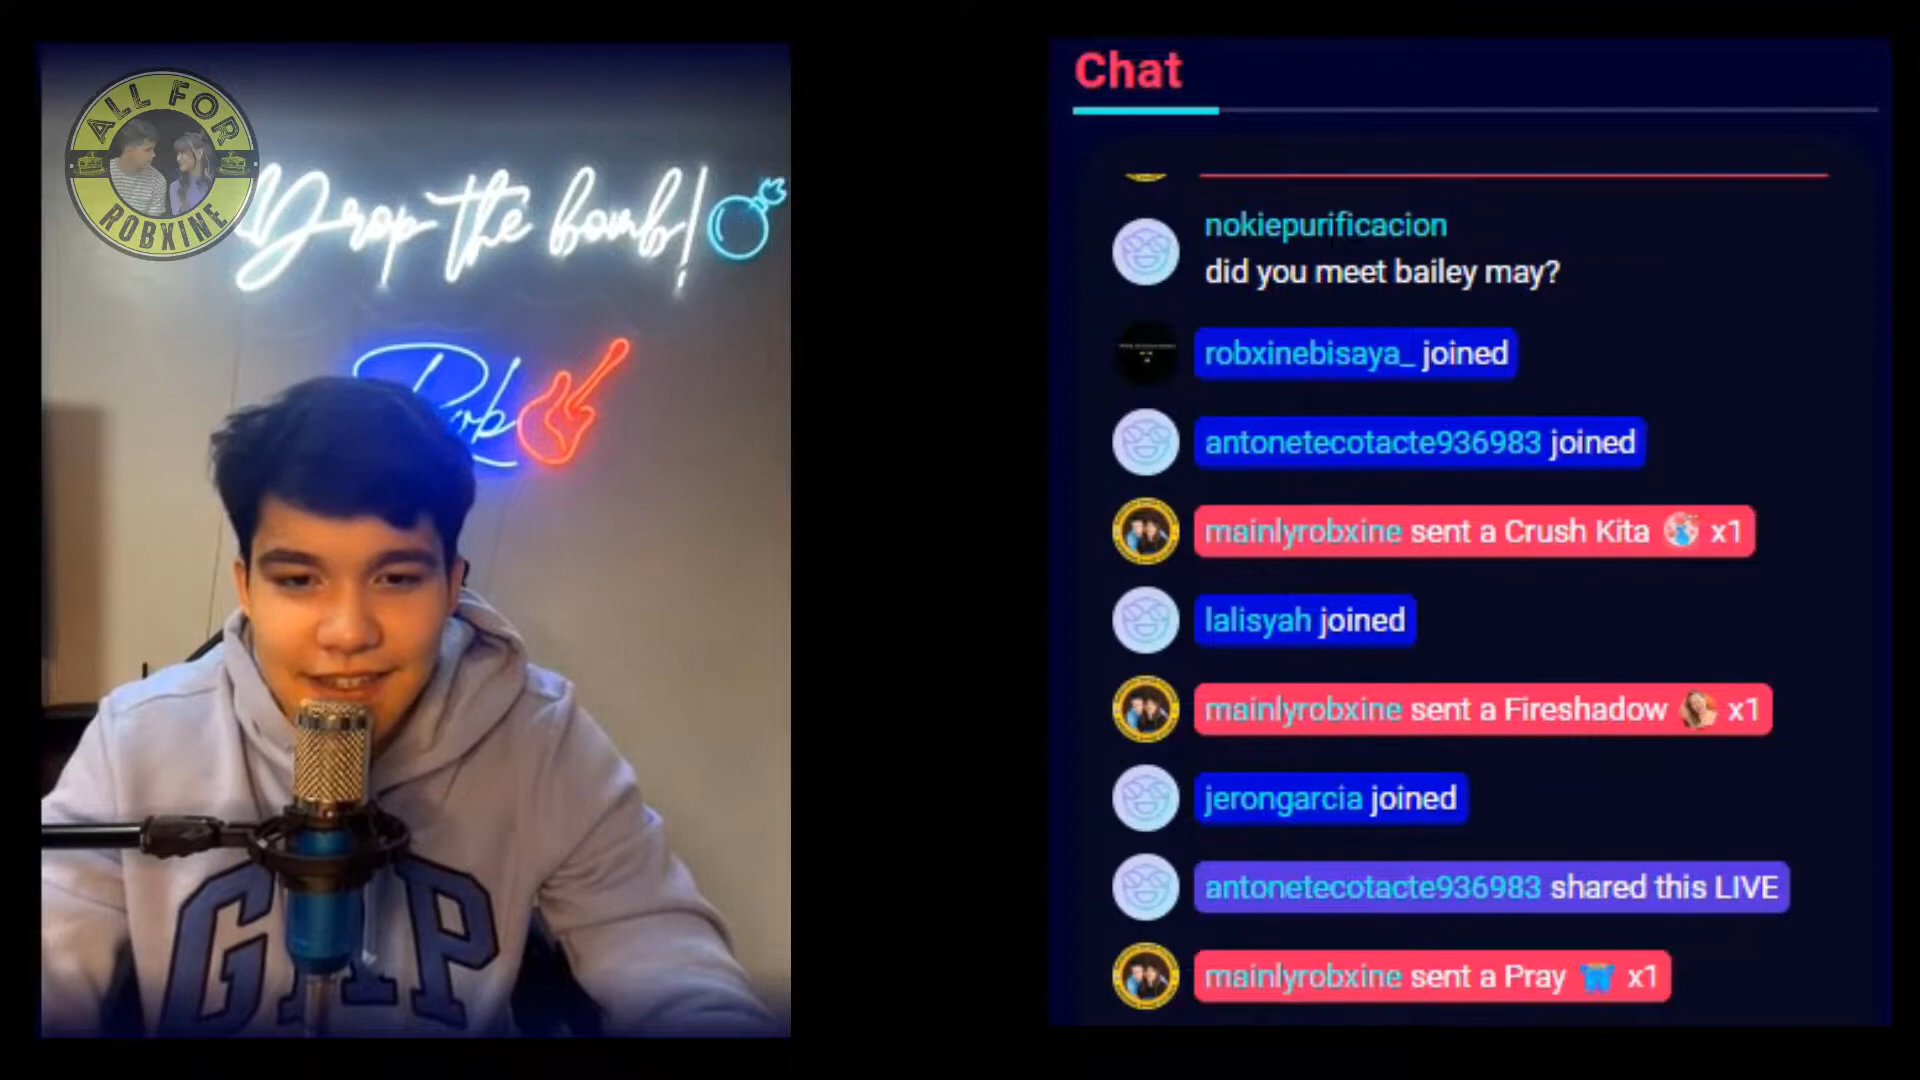 ALL FOR
ROBXINE
Drop the bomb!
Rob
GAP
Chat
nokiepurificacion
did you meet bailey may?
robxinebisaya_ joined
antonetecotacte936983 joined
mainlyrobxine sent a Crush Kita x1
lalisyah joined
mainlyrobxine sent a Fireshadow x1
jerongarcia joined
antonetecotacte936983 shared this LIVE
mainlyrobxine sent a Pray x1